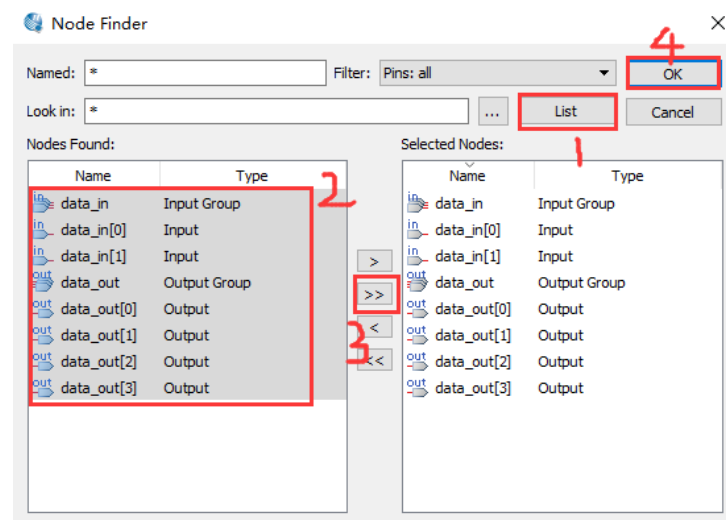 Node Finder
Named: * Filter: Pins: all OK
4
Look in: * ... List Cancel
1
Nodes Found: Selected Nodes:
Name Type Name Type
2
data_in Input Group data_in Input Group
data_in[0] Input data_in[0] Input
data_in[1] Input data_in[1] Input
>
data_out Output Group data_out Output Group
>>
data_out[0] Output data_out[0] Output
<
3
data_out[1] Output data_out[1] Output
<<
data_out[2] Output data_out[2] Output
data_out[3] Output data_out[3] Output